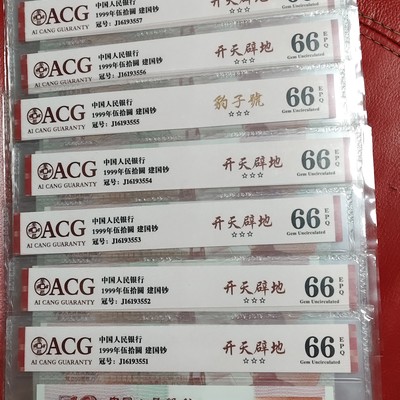 ACG
AI CANG GUARANTY
中国人民银行
1999年伍拾圆 建国钞
冠号: J16193557
开天辟地
☆☆☆
66 EPQ
Gem Uncirculated
ACG
AI CANG GUARANTY
中国人民银行
1999年伍拾圆 建国钞
冠号: J16193556
开天辟地
☆☆☆
66 EPQ
Gem Uncirculated
ACG
AI CANG GUARANTY
中国人民银行
1999年伍拾圆 建国钞
冠号: J16193555
豹子號
☆☆☆
66 EPQ
Gem Uncirculated
ACG
AI CANG GUARANTY
中国人民银行
1999年伍拾圆 建国钞
冠号: J16193554
开天辟地
☆☆☆
66 EPQ
Gem Uncirculated
ACG
AI CANG GUARANTY
中国人民银行
1999年伍拾圆 建国钞
冠号: J16193553
开天辟地
☆☆☆
66 EPQ
Gem Uncirculated
ACG
AI CANG GUARANTY
中国人民银行
1999年伍拾圆 建国钞
冠号: J16193552
开天辟地
☆☆☆
66 EPQ
Gem Uncirculated
ACG
AI CANG GUARANTY
中国人民银行
1999年伍拾圆 建国钞
冠号: J16193551
开天辟地
☆☆☆
66 EPQ
Gem Uncirculated